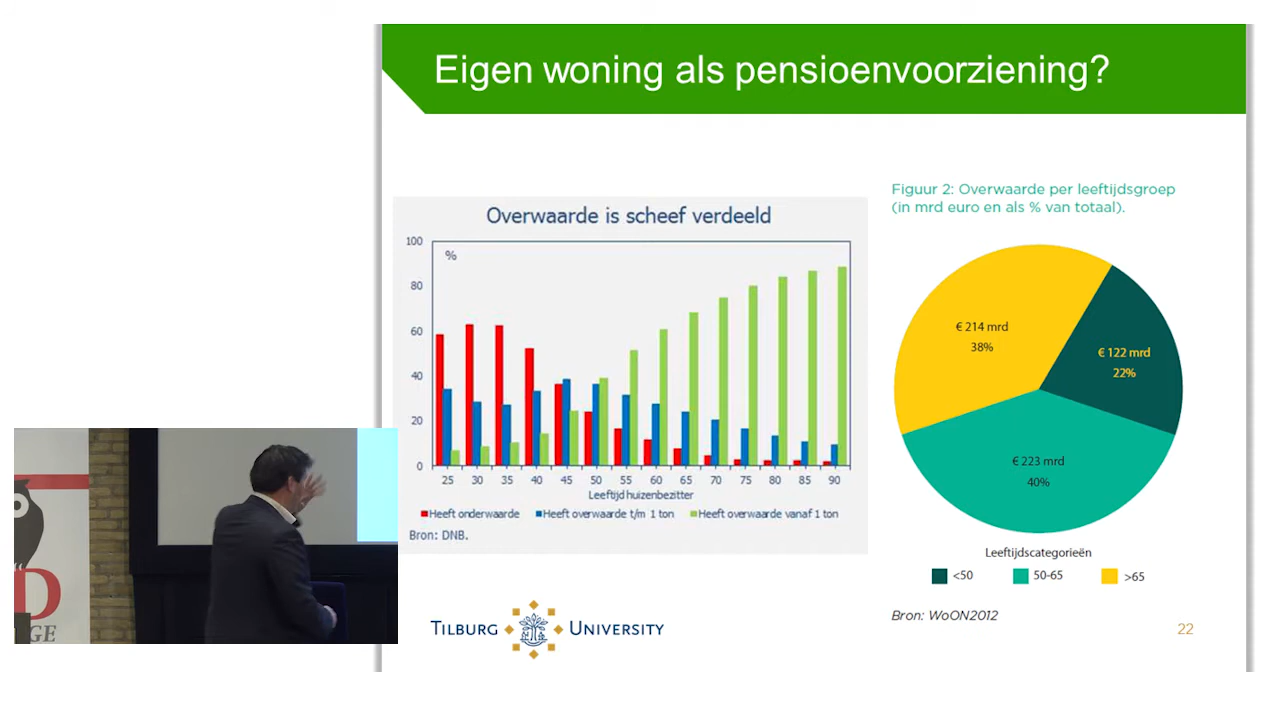 Eigen woning als pensioenvoorziening?
Overwaarde is scheef verdeeld
%
100
80
60
40
20
0
25 30 35 40 45 50 55 60 65 70 75 80 85 90
Leeftijd huizenbezitter
Heeft onderwaarde Heeft overwaarde t/m 1 ton Heeft overwaarde vanaf 1 ton
Bron: DNB.
Figuur 2: Overwaarde per leeftijdsgroep
(in mrd euro en als % van totaal).
€ 214 mrd
38%
€ 122 mrd
22%
€ 223 mrd
40%
Leeftijdscategorieën
<50 50-65 >65
Bron: WoON2012
TILBURG UNIVERSITY
22
D
GE